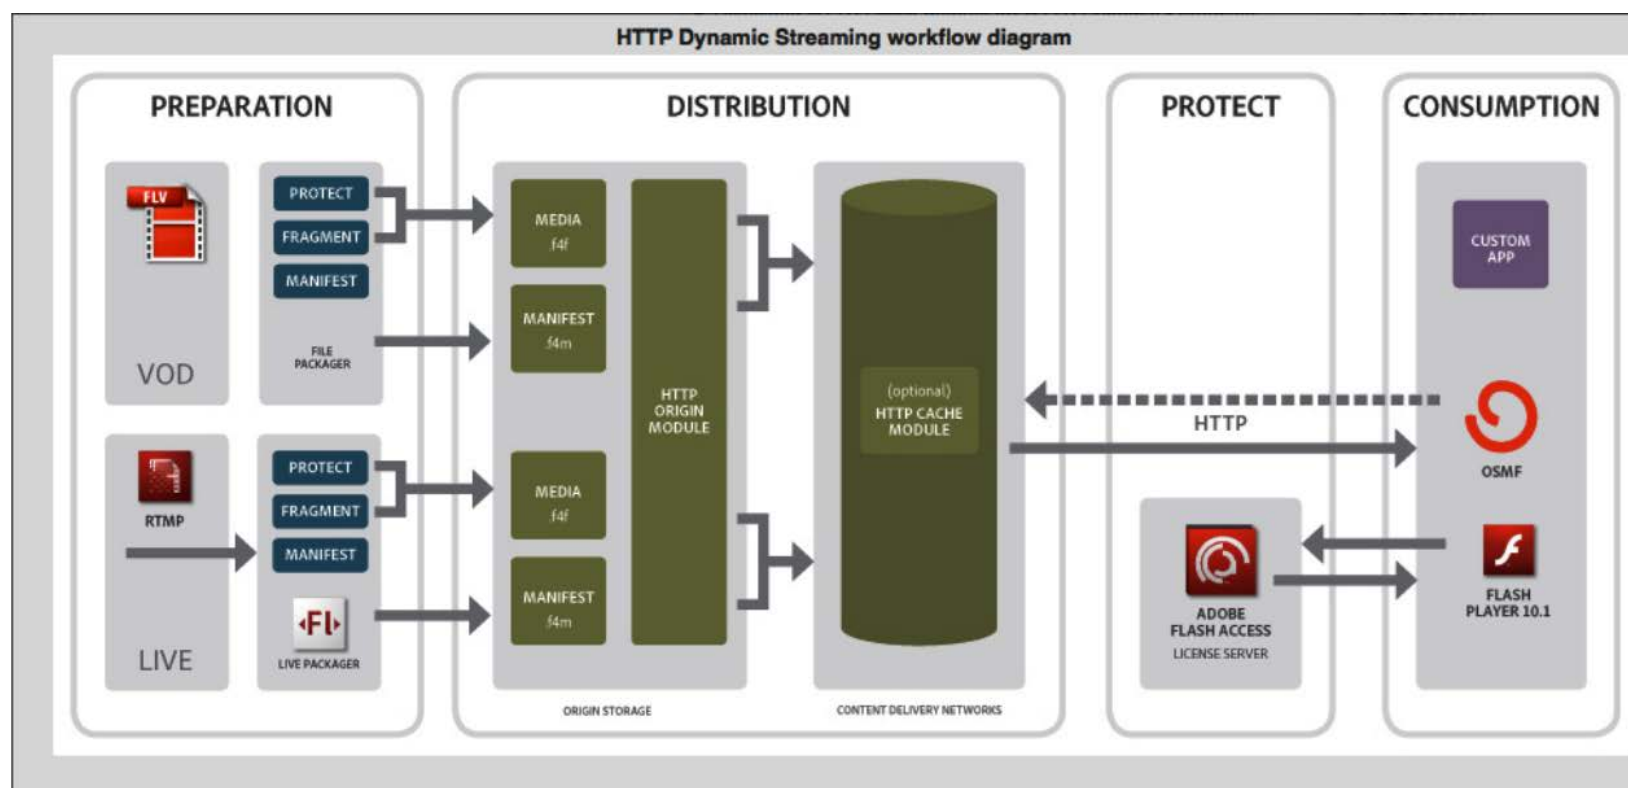 HTTP Dynamic Streaming workflow diagram
PREPARATION
FLV
VOD
PROTECT
FRAGMENT
MANIFEST
FILE
PACKAGER
RTMP
LIVE
PROTECT
FRAGMENT
MANIFEST
Fl
LIVE PACKAGER
DISTRIBUTION
MEDIA
.f4f
MANIFEST
.f4m
MEDIA
.f4f
MANIFEST
.f4m
HTTP
ORIGIN
MODULE
ORIGIN STORAGE
(optional)
HTTP CACHE
MODULE
CONTENT DELIVERY NETWORKS
PROTECT
HTTP
ADOBE
FLASH ACCESS
LICENSE SERVER
CONSUMPTION
CUSTOM
APP
OSMF
FLASH
PLAYER 10.1